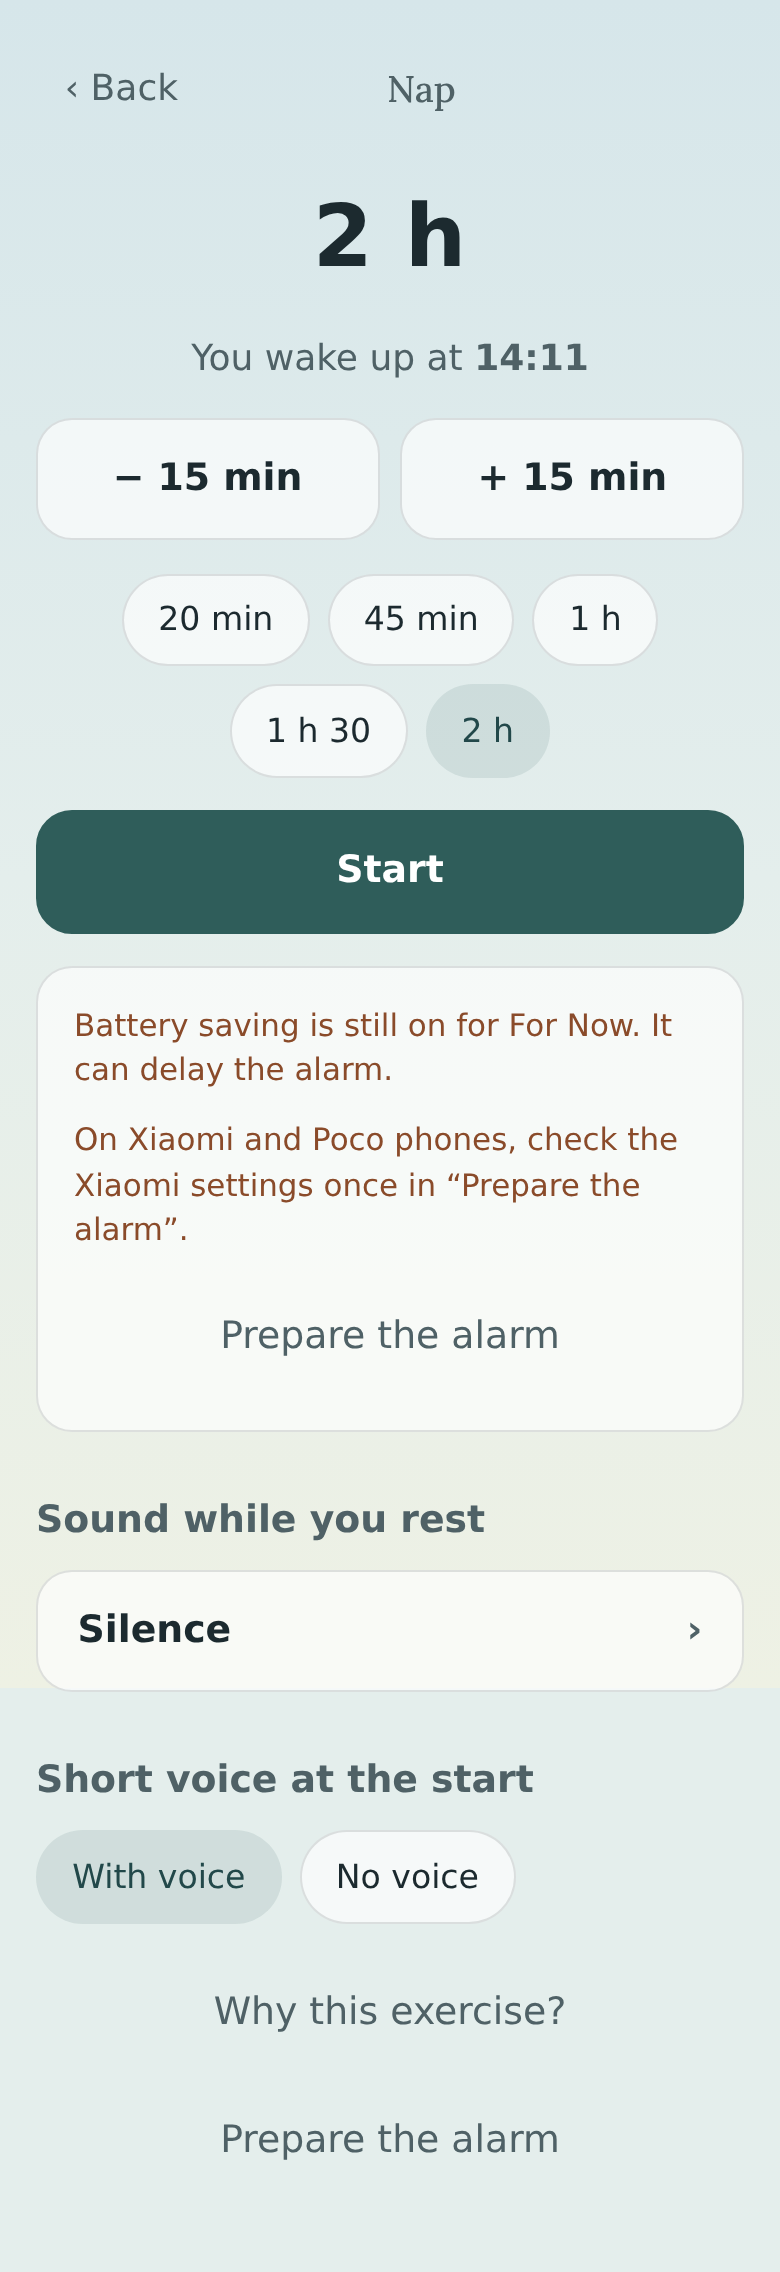 ‹ Back
Nap
2 h
You wake up at 14:11
− 15 min
+ 15 min
20 min
45 min
1 h
1 h 30
2 h
Start
Battery saving is still on for For Now. It
can delay the alarm.
On Xiaomi and Poco phones, check the
Xiaomi settings once in “Prepare the
alarm”.
Prepare the alarm
Sound while you rest
Silence ›
Short voice at the start
With voice
No voice
Why this exercise?
Prepare the alarm